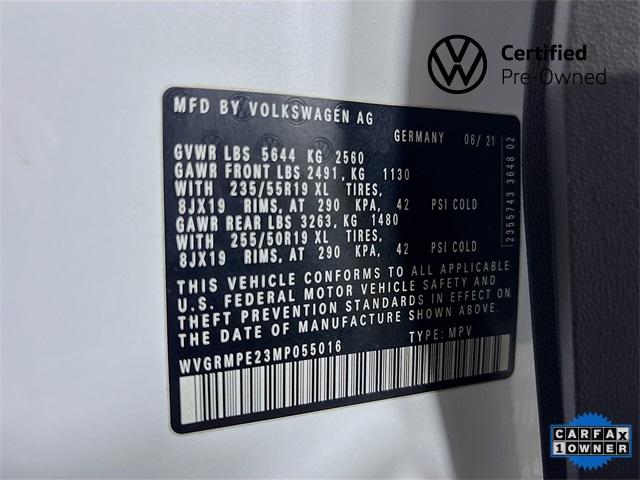 Certified
Pre-Owned
MFD BY VOLKSWAGEN AG
GERMANY 06/21
GVWR LBS 5644 KG 2560
GAWR FRONT LBS 2491, KG 1130
WITH 235/55R19 XL TIRES,
8JX19 RIMS, AT 290 KPA, 42 PSI COLD
GAWR REAR LBS 3263, KG 1480
WITH 255/50R19 XL TIRES,
8JX19 RIMS, AT 290 KPA, 42 PSI COLD
THIS VEHICLE CONFORMS TO ALL APPLICABLE
U.S. FEDERAL MOTOR VEHICLE SAFETY AND
THEFT PREVENTION STANDARDS IN EFFECT ON
THE DATE OF MANUFACTURE SHOWN ABOVE.
WVGRMPE23MP055016 TYPE: MPV
2355743 3648 02
CARFAX
1 OWNER